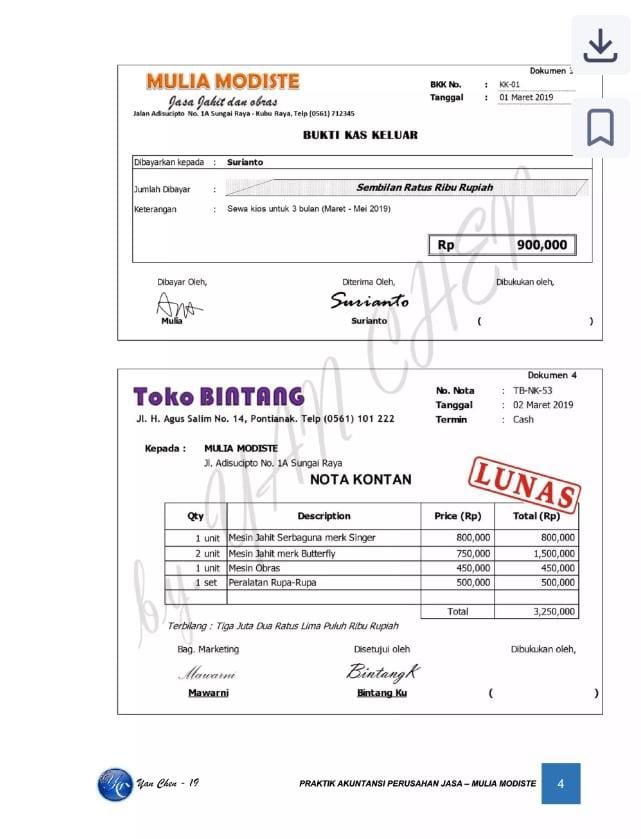 Dokumen
MULIA MODISTE
Jasa Jahit dan obras
Jalan Adisucipto No. 1A Sungai Raya - Kubu Raya, Telp (0561) 712345
BKK No. : KK-01
Tanggal : 01 Maret 2019
BUKTI KAS KELUAR
Dibayarkan kepada : Surianto
Jumlah Dibayar : Sembilan Ratus Ribu Rupiah
Keterangan : Sewa kios untuk 3 bulan (Maret - Mei 2019)
Rp 900,000
Dibayar Oleh, Diterima Oleh, Dibukukan oleh,
Surianto
Mulia Surianto ( )
Dokumen 4
Toko BINTANG
Jl. H. Agus Salim No. 14, Pontianak. Telp (0561) 101 222
No. Nota : TB-NK-53
Tanggal : 02 Maret 2019
Termin : Cash
Kepada : MULIA MODISTE
Jl. Adisucipto No. 1A Sungai Raya
NOTA KONTAN
LUNAS
Qty Description Price (Rp) Total (Rp)
1 unit Mesin Jahit Serbaguna merk Singer 800,000 800,000
2 unit Mesin Jahit merk Butterfly 750,000 1,500,000
1 unit Mesin Obras 450,000 450,000
1 set Peralatan Rupa-Rupa 500,000 500,000
Total 3,250,000
Terbilang : Tiga Juta Dua Ratus Lima Puluh Ribu Rupiah
Bag. Marketing Disetujui oleh Dibukukan oleh,
Mawarni BintangK
Mawarni Bintang Ku ( )
by. YAN CHEN
Yan Chen - 19
PRAKTIK AKUNTANSI PERUSAHAN JASA – MULIA MODISTE 4